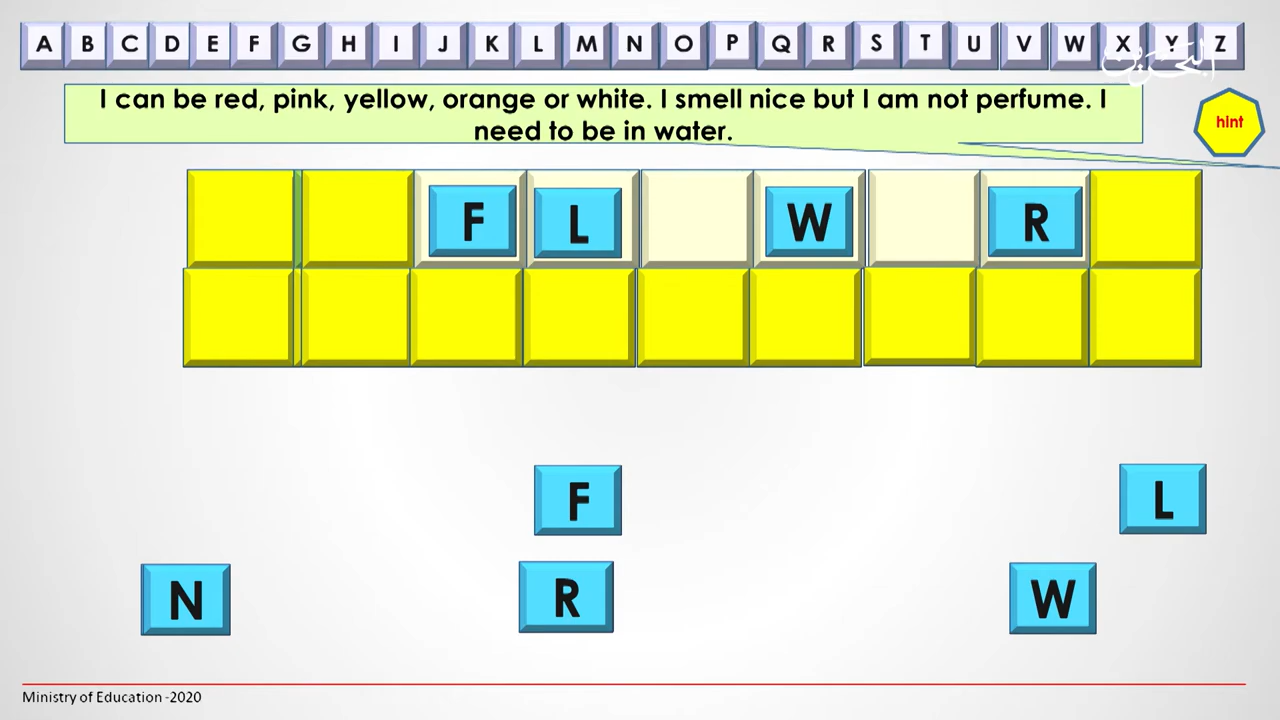 A B C D E F G H I J K L M N O P Q R S T U V W X Y Z
البحرين
I can be red, pink, yellow, orange or white. I smell nice but I am not perfume. I
need to be in water.
hint
F L W R
F L
N R W
Ministry of Education -2020